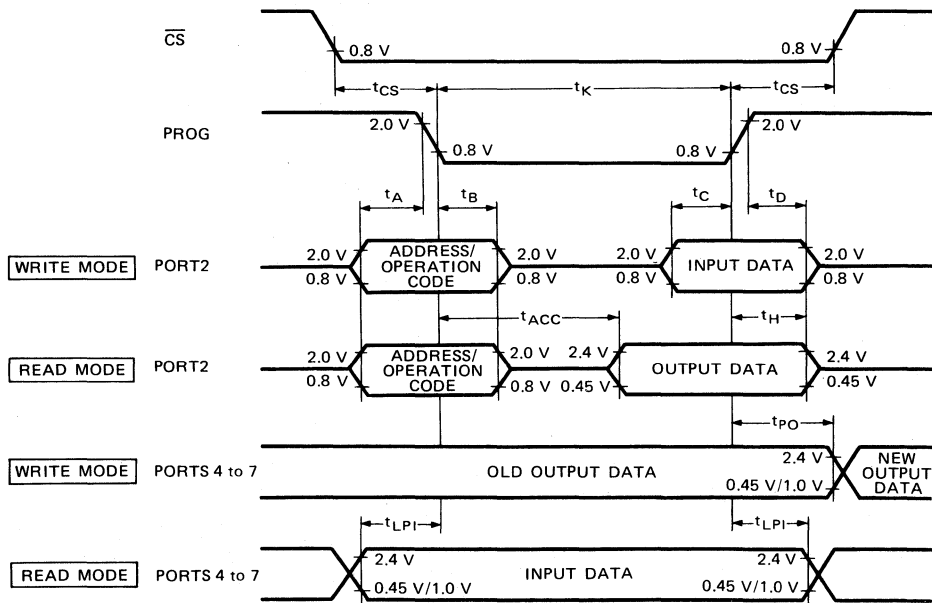 CS
0.8 V
0.8 V
tCS
tK
tCS
PROG
2.0 V
2.0 V
0.8 V
0.8 V
tA
tB
tC
tD
WRITE MODE
PORT2
2.0 V
0.8 V
ADDRESS/
OPERATION
CODE
2.0 V
0.8 V
2.0 V
0.8 V
INPUT DATA
2.0 V
0.8 V
tACC
tH
READ MODE
PORT2
2.0 V
0.8 V
ADDRESS/
OPERATION
CODE
2.0 V
0.8 V
2.4 V
0.45 V
OUTPUT DATA
2.4 V
0.45 V
tPO
WRITE MODE
PORTS 4 to 7
OLD OUTPUT DATA
2.4 V
0.45 V/1.0 V
NEW
OUTPUT
DATA
tLPI
tLPI
READ MODE
PORTS 4 to 7
2.4 V
0.45 V/1.0 V
INPUT DATA
2.4 V
0.45 V/1.0 V